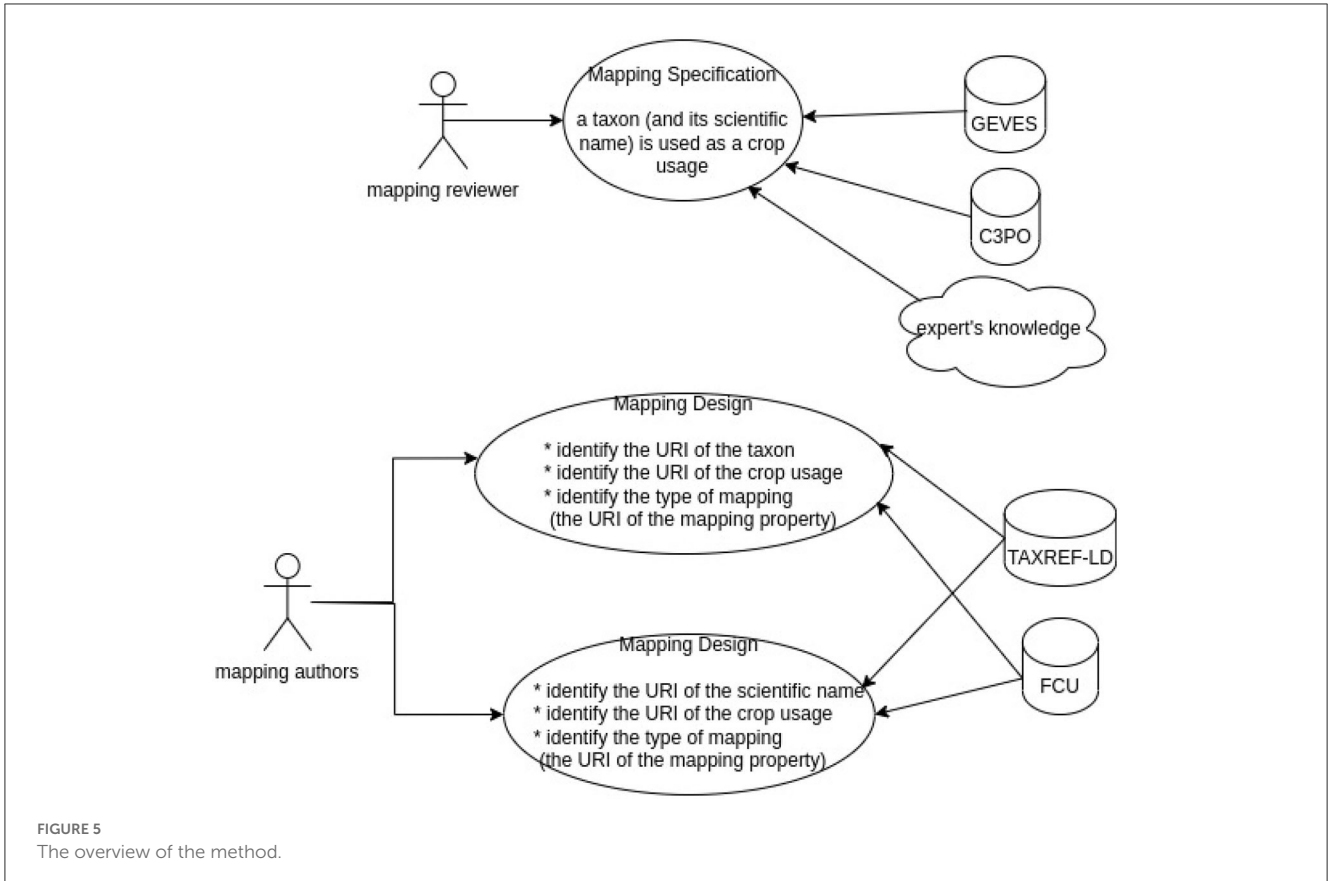 Mapping Specification
a taxon (and its scientific
name) is used as a crop
usage
mapping reviewer
GEVES
C3PO
expert's knowledge
Mapping Design
* identify the URI of the taxon
* identify the URI of the crop usage
* identify the type of mapping
(the URI of the mapping property)
TAXREF-LD
mapping authors
Mapping Design
* identify the URI of the scientific name
* identify the URI of the crop usage
* identify the type of mapping
(the URI of the mapping property)
FCU
FIGURE 5
The overview of the method.